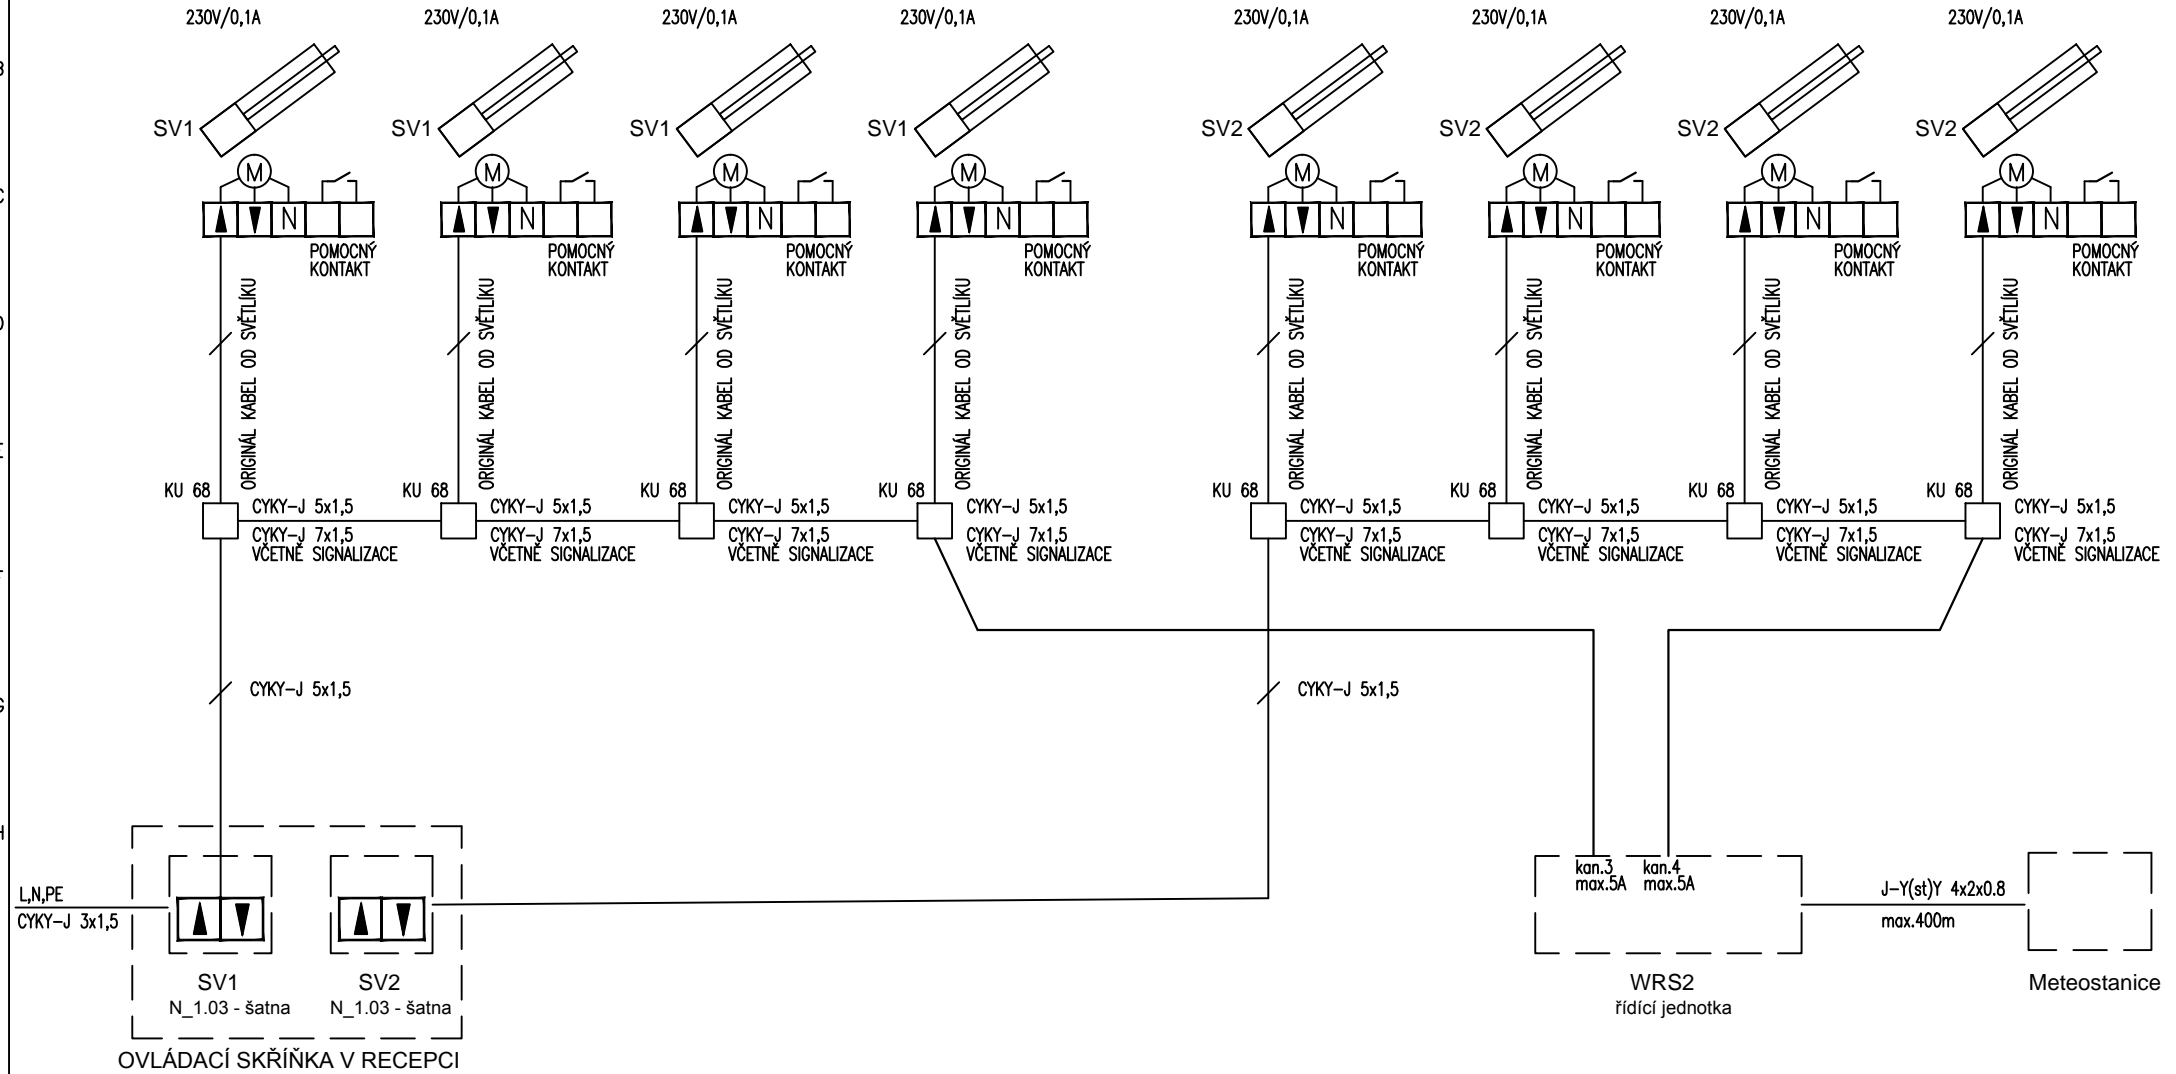 230V/0,1A 230V/0,1A 230V/0,1A 230V/0,1A 230V/0,1A 230V/0,1A 230V/0,1A 230V/0,1A
SV1 SV1 SV1 SV1 SV2 SV2 SV2 SV2
M M M M M M M M
N N N N N N N N
POMOCNÝ POMOCNÝ POMOCNÝ POMOCNÝ POMOCNÝ POMOCNÝ POMOCNÝ POMOCNÝ
KONTAKT KONTAKT KONTAKT KONTAKT KONTAKT KONTAKT KONTAKT KONTAKT
ORIGINÁL KABEL OD SVĚTLÍKU
ORIGINÁL KABEL OD SVĚTLÍKU
ORIGINÁL KABEL OD SVĚTLÍKU
ORIGINÁL KABEL OD SVĚTLÍKU
ORIGINÁL KABEL OD SVĚTLÍKU
ORIGINÁL KABEL OD SVĚTLÍKU
ORIGINÁL KABEL OD SVĚTLÍKU
ORIGINÁL KABEL OD SVĚTLÍKU
KU 68 KU 68 KU 68 KU 68 KU 68 KU 68 KU 68 KU 68
CYKY-J 5x1,5 CYKY-J 5x1,5 CYKY-J 5x1,5 CYKY-J 5x1,5 CYKY-J 5x1,5 CYKY-J 5x1,5 CYKY-J 5x1,5 CYKY-J 5x1,5
CYKY-J 7x1,5 CYKY-J 7x1,5 CYKY-J 7x1,5 CYKY-J 7x1,5 CYKY-J 7x1,5 CYKY-J 7x1,5 CYKY-J 7x1,5 CYKY-J 7x1,5
VČETNĚ SIGNALIZACE VČETNĚ SIGNALIZACE VČETNĚ SIGNALIZACE VČETNĚ SIGNALIZACE VČETNĚ SIGNALIZACE VČETNĚ SIGNALIZACE VČETNĚ SIGNALIZACE VČETNĚ SIGNALIZACE
CYKY-J 5x1,5 CYKY-J 5x1,5
L,N,PE
CYKY-J 3x1,5
SV1 SV2
N_1.03 - šatna N_1.03 - šatna
OVLÁDACÍ SKŘÍŇKA V RECEPCI
kan.3 kan.4
max.5A max.5A
WRS2
řídící jednotka
J-Y(st)Y 4x2x0.8
max.400m
Meteostanice